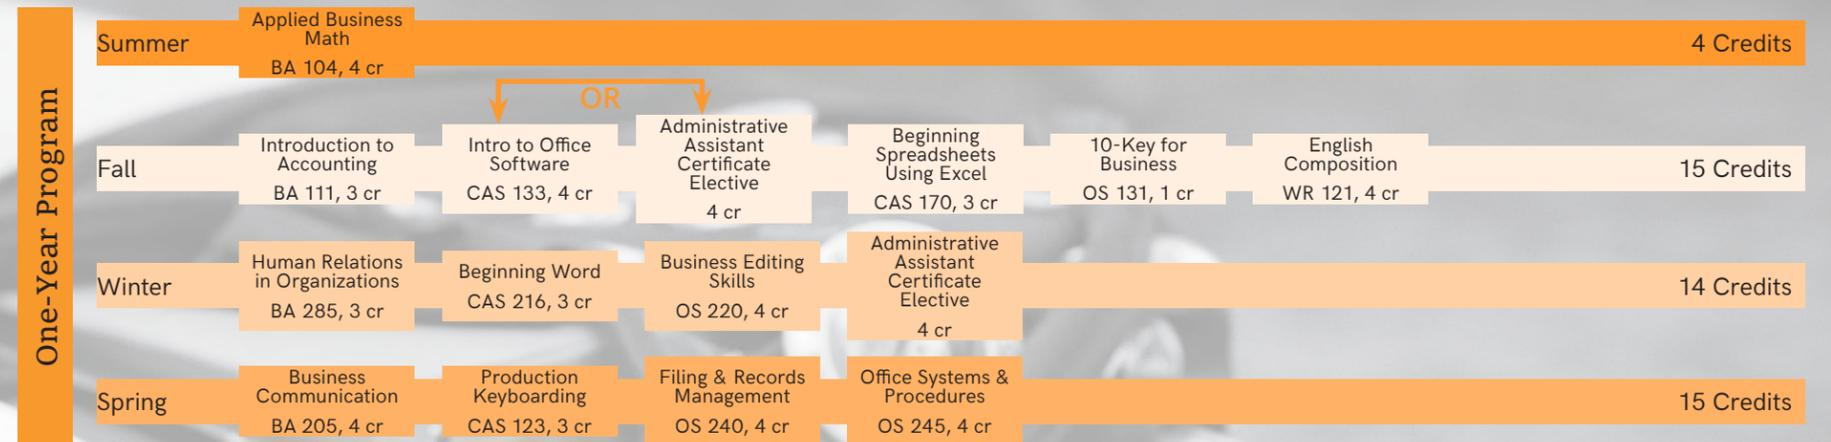 One-Year Program
Summer
Applied Business
Math
BA 104, 4 cr
4 Credits
OR
Fall
Introduction to
Accounting
BA 111, 3 cr
Intro to Office
Software
CAS 133, 4 cr
Administrative
Assistant
Certificate
Elective
4 cr
Beginning
Spreadsheets
Using Excel
CAS 170, 3 cr
10-Key for
Business
OS 131, 1 cr
English
Composition
WR 121, 4 cr
15 Credits
Winter
Human Relations
in Organizations
BA 285, 3 cr
Beginning Word
CAS 216, 3 cr
Business Editing
Skills
OS 220, 4 cr
Administrative
Assistant
Certificate
Elective
4 cr
14 Credits
Spring
Business
Communication
BA 205, 4 cr
Production
Keyboarding
CAS 123, 3 cr
Filing & Records
Management
OS 240, 4 cr
Office Systems &
Procedures
OS 245, 4 cr
15 Credits